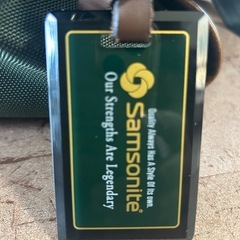 Quality Always Has A Style Of Its own.
Samsonite®
Our Strengths Are Legendary